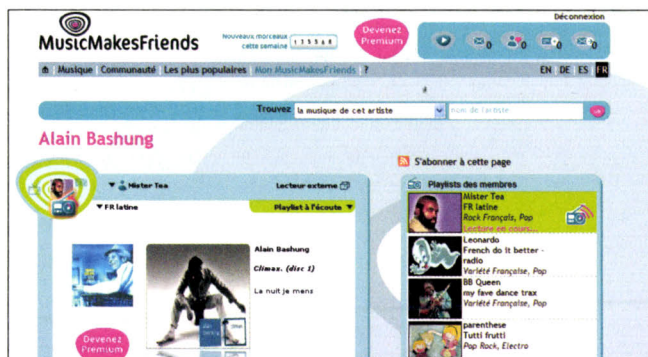 Déconnexion
MusicMakesFriends
Nouveaux morceaux
cette semaine
Devenez
Premium
0 0 0 0
Musique Communauté Les plus populaires Mon MusicMakesFriends ?
EN DE ES FR
Trouvez la musique de cet artiste nom de l'artiste
Alain Bashung
S'abonner à cette page
Mister Tea
Lecteur externe
FR latine
Playlist à l'écoute
Alain Bashung
Climax. (disc 1)
La nuit je mens
Devenez
Premium
Playlists des membres
Mister Tea
FR latine
Rock Français, Pop
Lecture en cours...
Leonardo
French do it better -
radio
Variété Française, Pop
BB Queen
my fave dance trax
Variété Française, Pop
parenthese
Tutti frutti
Pop Rock, Electro